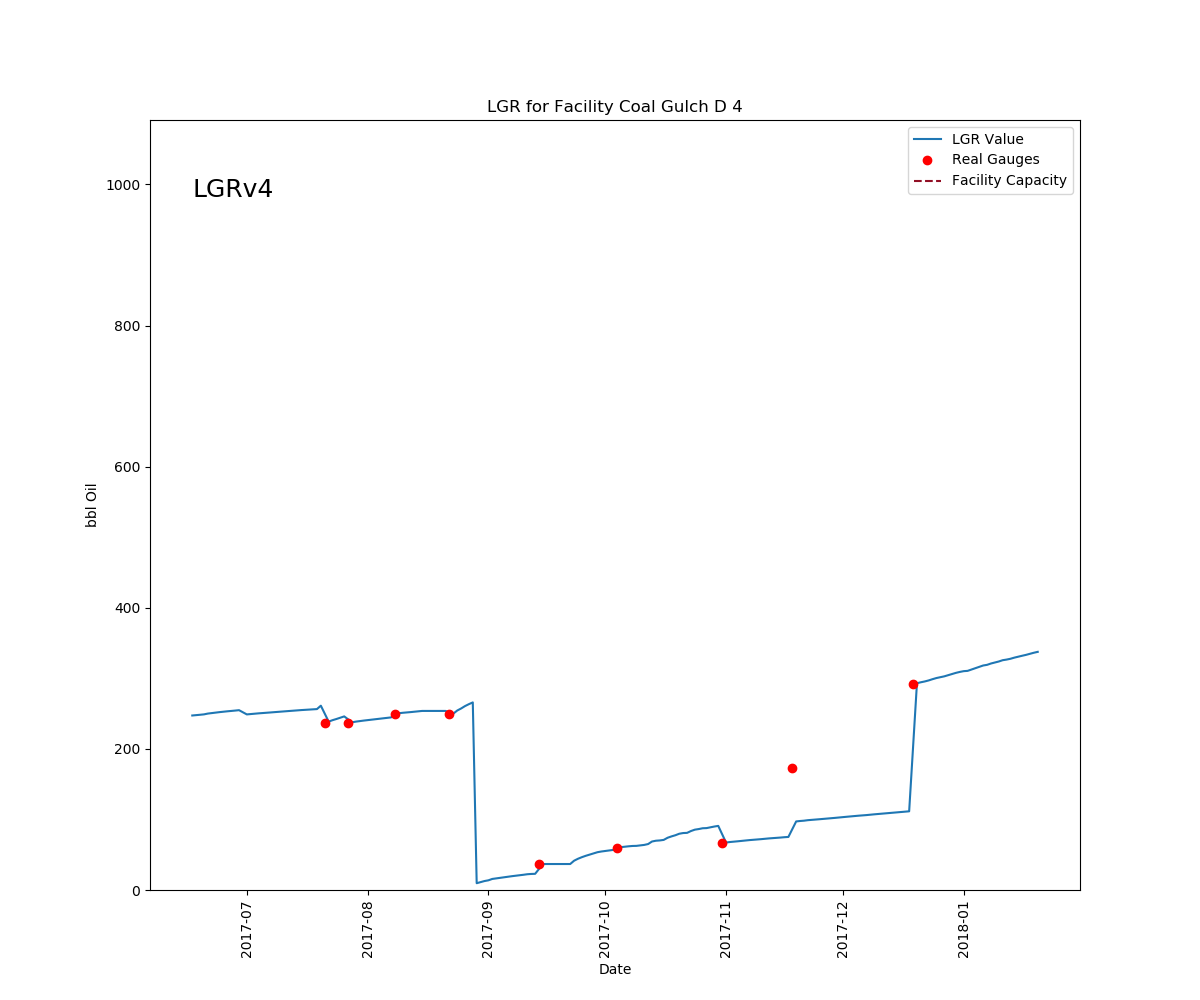 LGR for Facility Coal Gulch D 4
LGRv4
LGR Value
Real Gauges
Facility Capacity
1000
800
600
400
200
0
bbl Oil
2017-07
2017-08
2017-09
2017-10
2017-11
2017-12
2018-01
Date